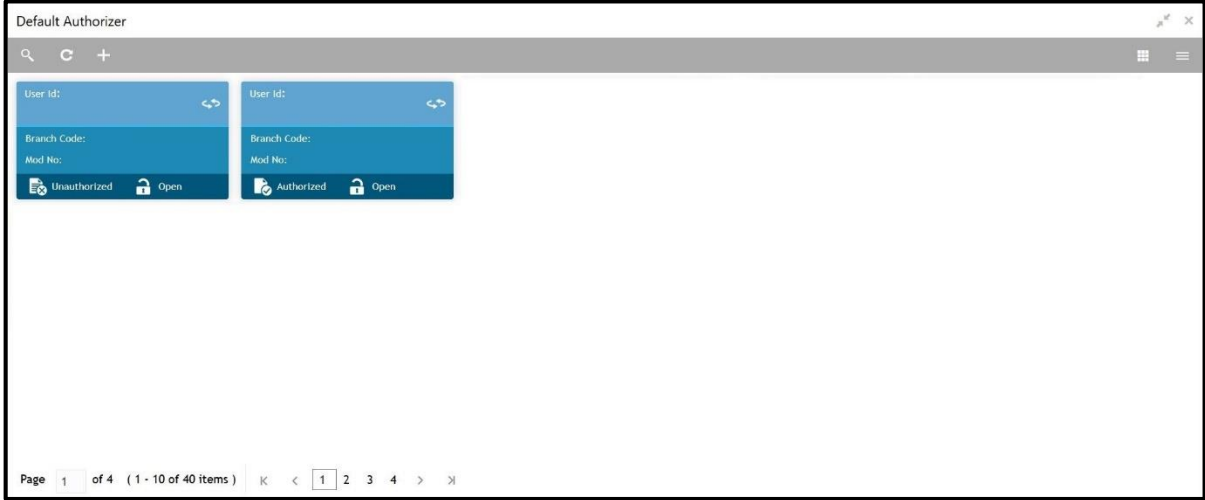 Default Authorizer
User Id:
Branch Code:
Mod No:
Unauthorized Open
User Id:
Branch Code:
Mod No:
Authorized Open
Page 1 of 4 ( 1 - 10 of 40 items ) 1 2 3 4